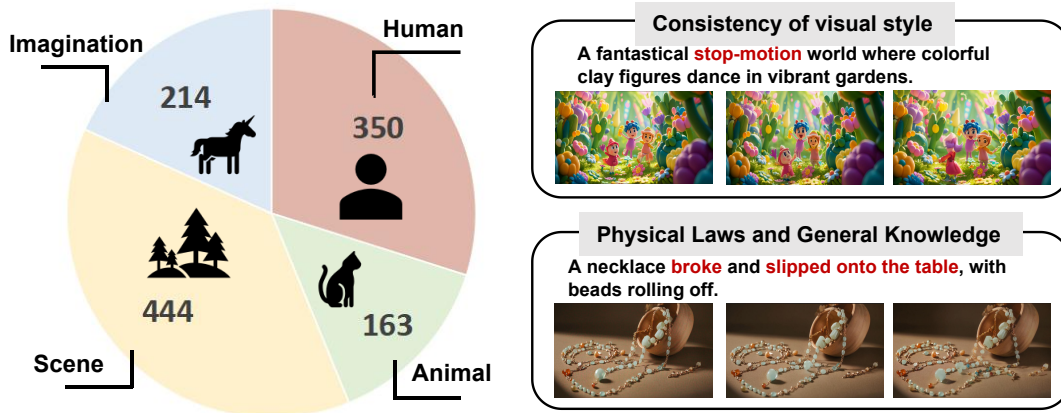 Imagination
214
Human
350
444
Scene
163
Animal
Consistency of visual style
A fantastical stop-motion world where colorful
clay figures dance in vibrant gardens.
Physical Laws and General Knowledge
A necklace broke and slipped onto the table, with
beads rolling off.